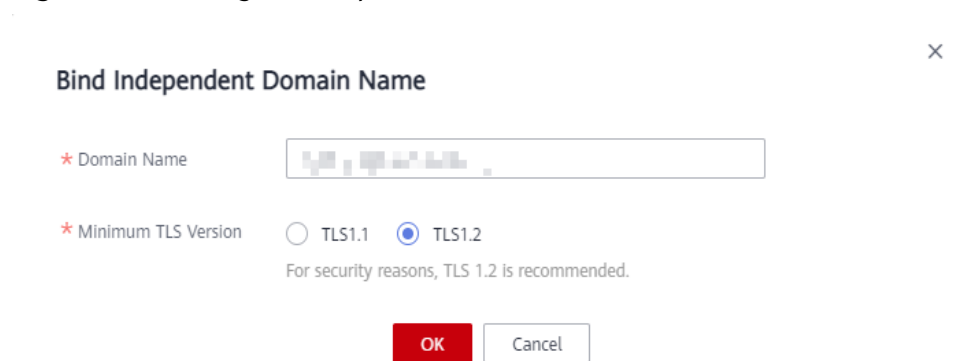 Bind Independent Domain Name
* Domain Name
* Minimum TLS Version TLS1.1 TLS1.2
For security reasons, TLS 1.2 is recommended.
OK Cancel